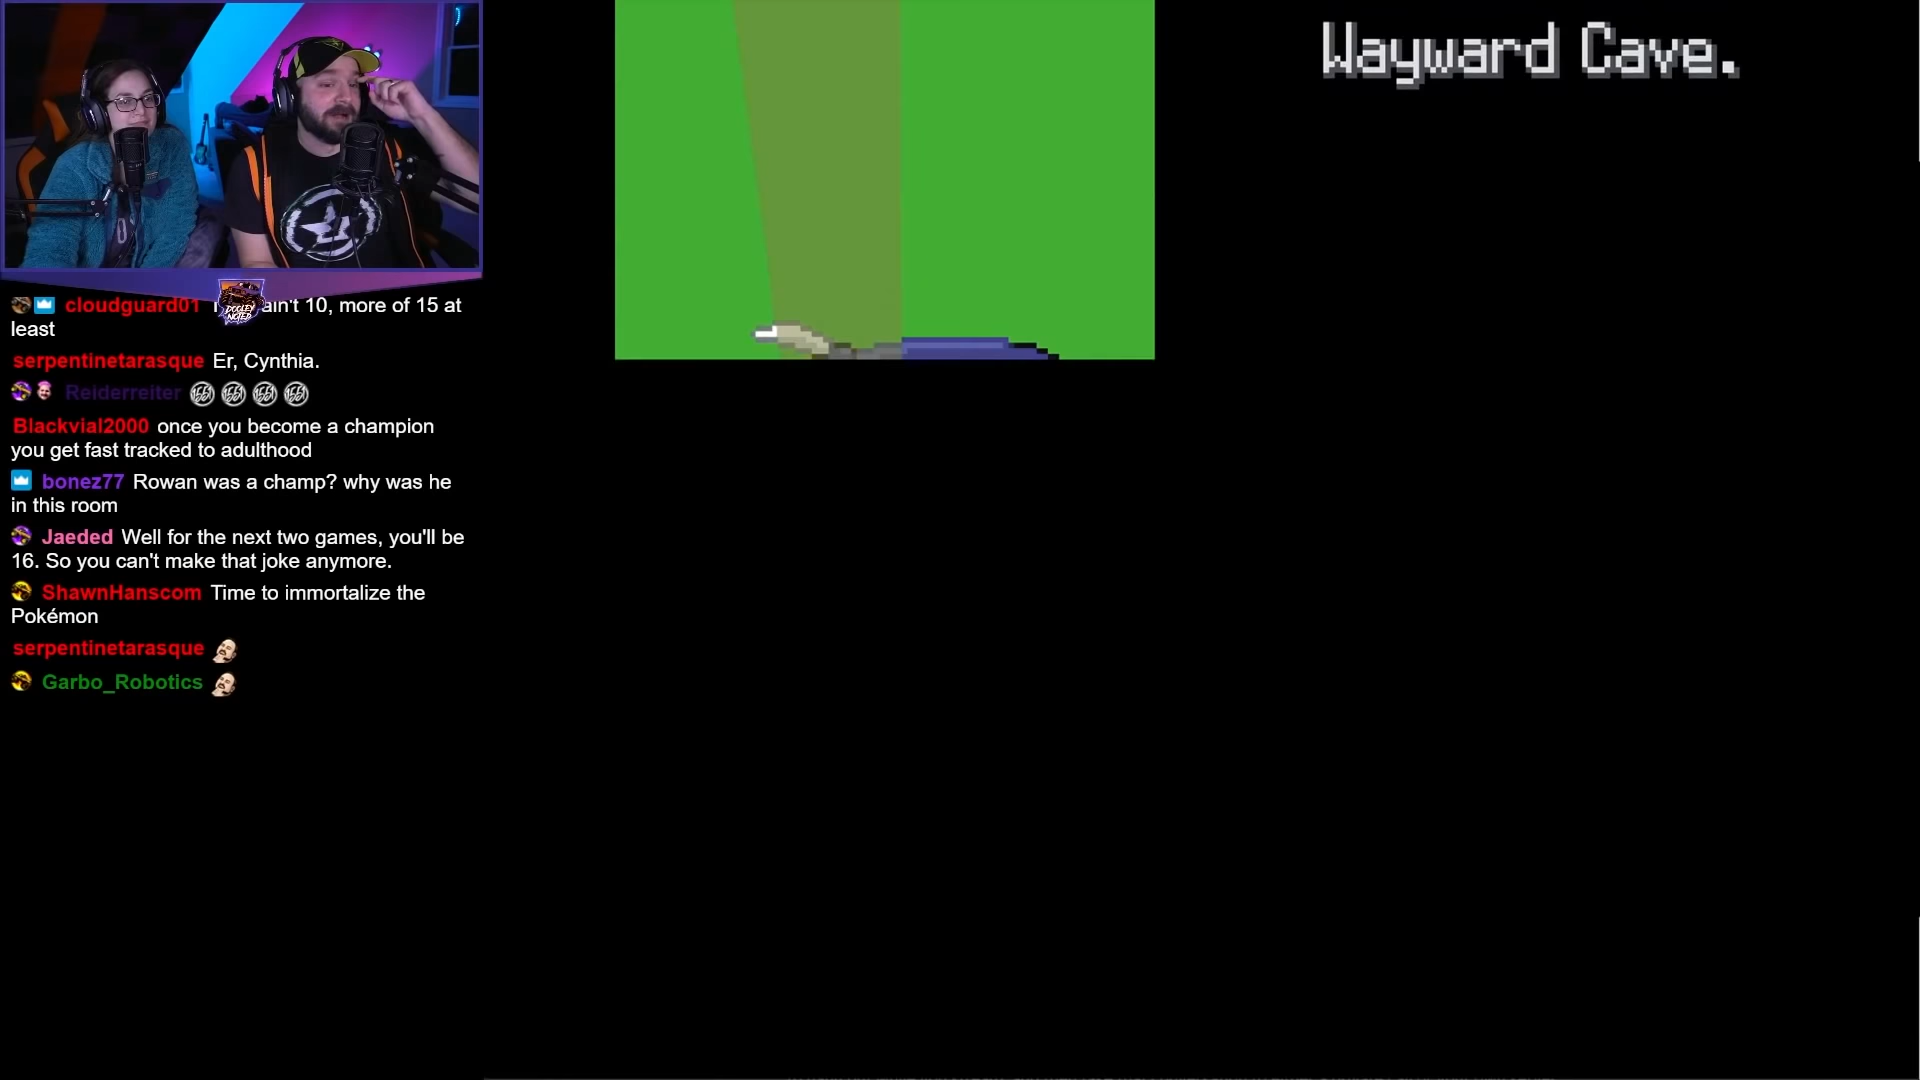 Wayward Cave.
cloudguard01 ain't 10, more of 15 at
least
serpentinetarasque Er, Cynthia.
Reiderreiter
Blackvial2000 once you become a champion
you get fast tracked to adulthood
bonez77 Rowan was a champ? why was he
in this room
Jaeded Well for the next two games, you'll be
16. So you can't make that joke anymore.
ShawnHanscom Time to immortalize the
Pokémon
serpentinetarasque
Garbo_Robotics
DOOLEY
NOTED